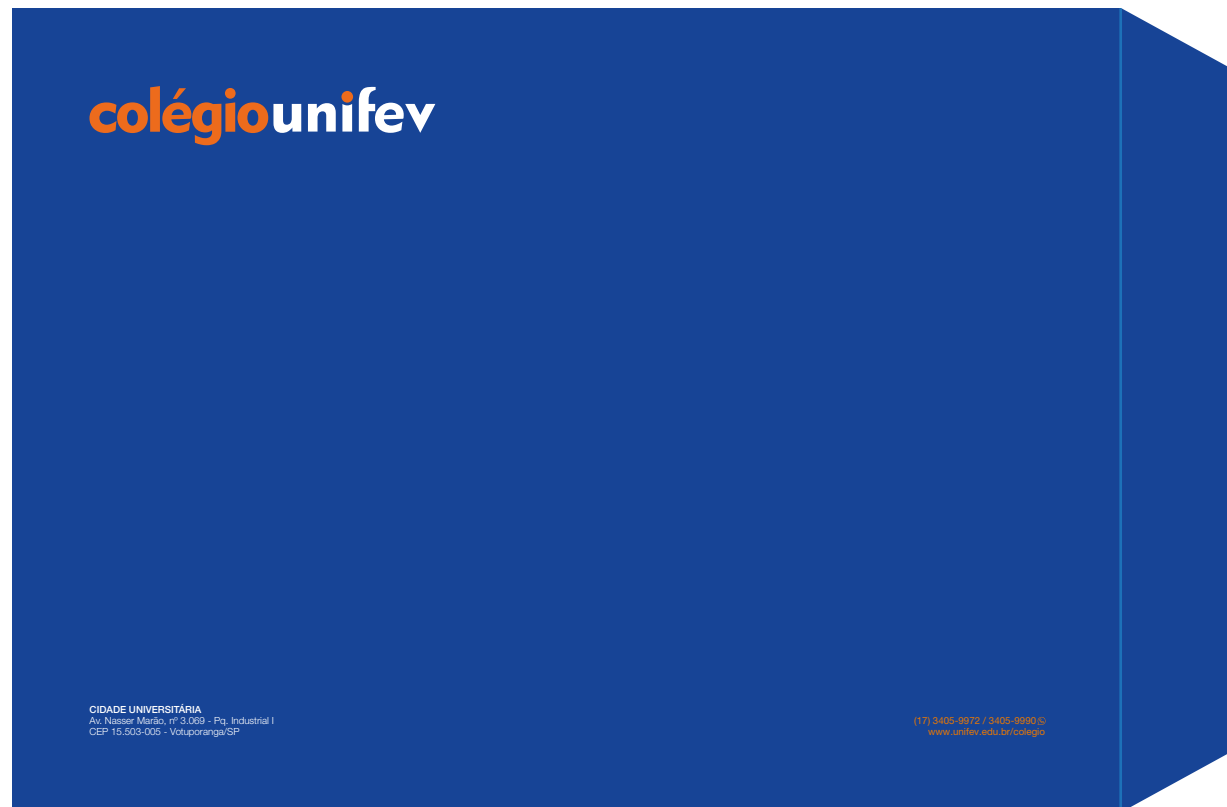 colégiounifev
CIDADE UNIVERSITÁRIA
Av. Nasser Marão, nº 3.069 - Pq. Industrial I
CEP 15.503-005 - Votuporanga/SP
(17) 3405-9972 / 3405-9990
www.unifev.edu.br/colegio